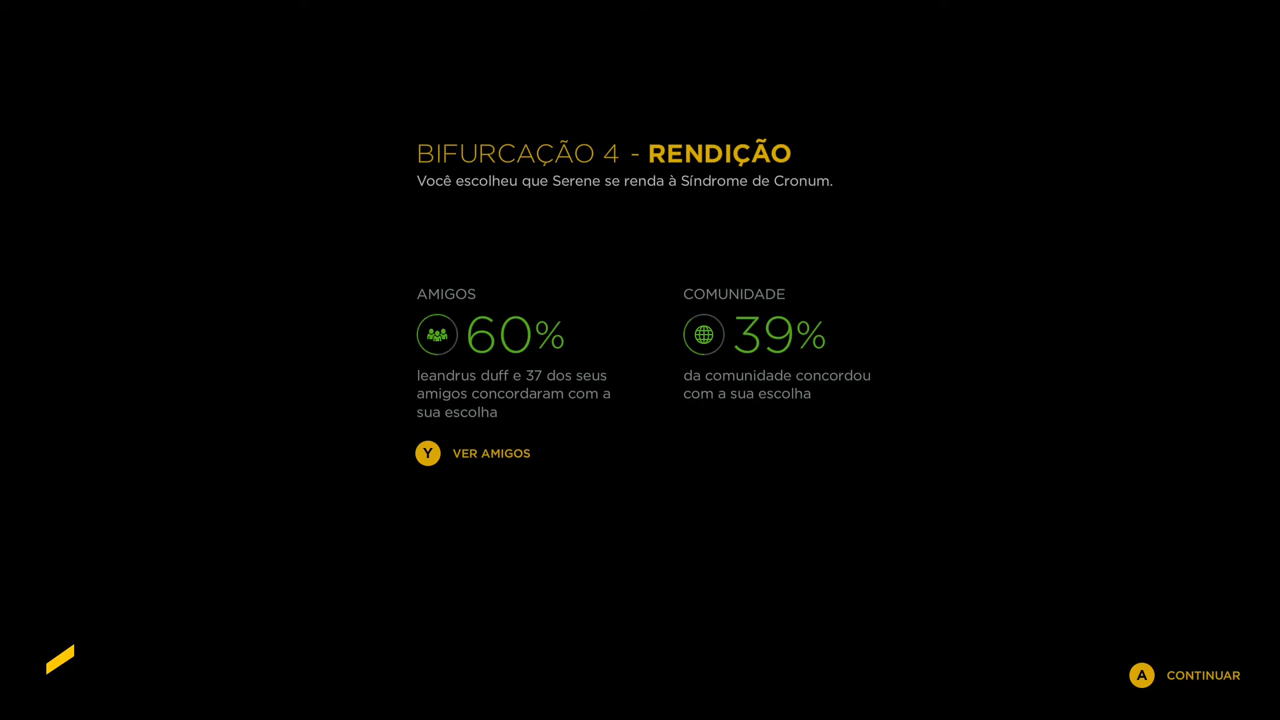 BIFURCAÇÃO 4 - RENDIÇÃO
Você escolheu que Serene se renda à Síndrome de Cronum.
AMIGOS
60%
leandrus duff e 37 dos seus
amigos concordaram com a
sua escolha
Y VER AMIGOS
COMUNIDADE
39%
da comunidade concordou
com a sua escolha
A CONTINUAR